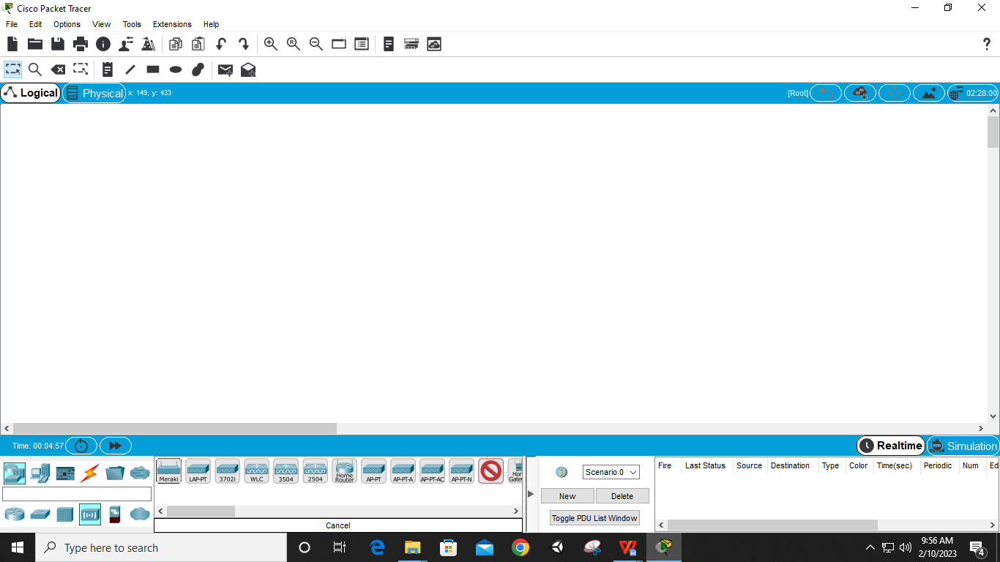 Cisco Packet Tracer
File Edit Options View Tools Extensions Help
Logical Physical x: 149, y: 433 [Root] 02:28:00
Time: 00:04:57 Realtime Simulation
Meraki LAP-PT 3702i WLC 3504 2504 Home Router AP-PT AP-PT-A AP-PT-AC AP-PT-N
Cancel
Scenario 0
New Delete
Toggle PDU List Window
Fire Last Status Source Destination Type Color Time(sec) Periodic Num Ed
Type here to search
9:56 AM
2/10/2023
4